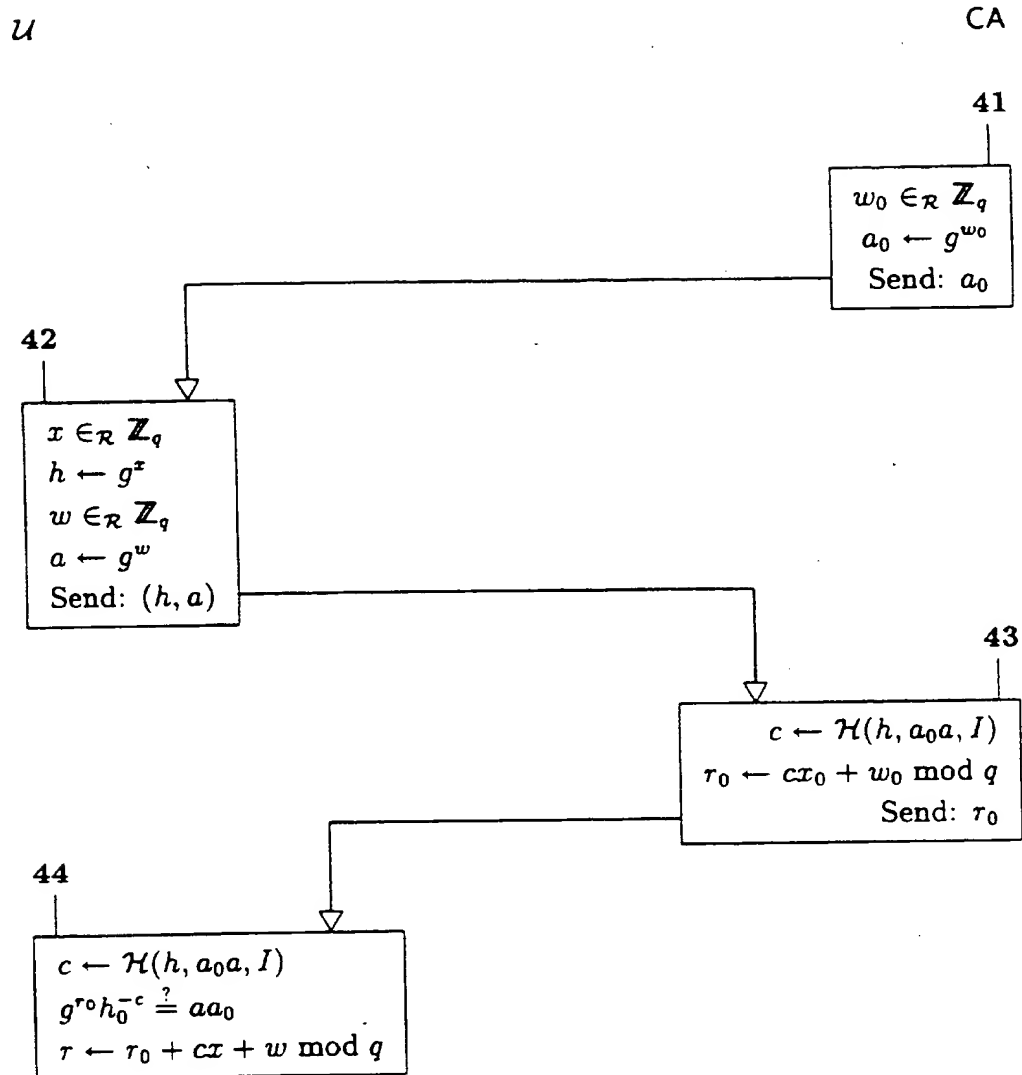 𝒰
CA
41
w₀ ∈_ℛ ℤ_q
a₀ ← g^{w₀}
Send: a₀
42
x ∈_ℛ ℤ_q
h ← g^x
w ∈_ℛ ℤ_q
a ← g^w
Send: (h, a)
43
c ← ℋ(h, a₀a, I)
r₀ ← cx₀ + w₀ mod q
Send: r₀
44
c ← ℋ(h, a₀a, I)
g^{r₀}h₀^{-c} ≟ aa₀
r ← r₀ + cx + w mod q